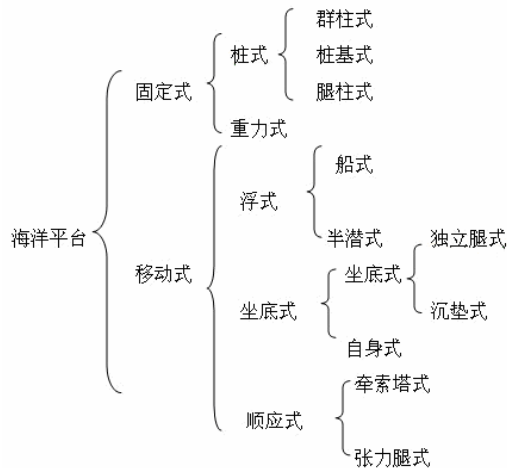 群柱式
桩式
桩基式
固定式
腿柱式
重力式
船式
浮式
海洋平台
半潜式
独立腿式
移动式
坐底式
坐底式
沉垫式
自身式
牵索塔式
顺应式
张力腿式